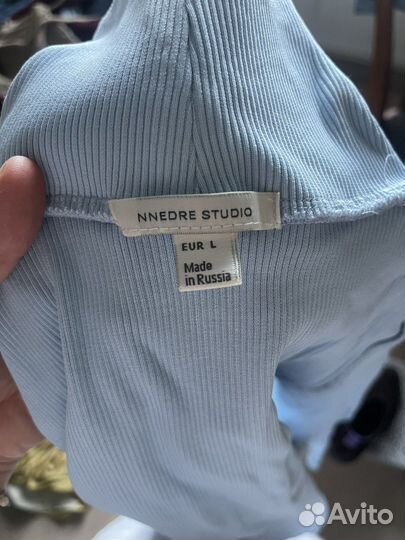 NNEDRE STUDIO
EUR L
Made
in Russia
Avito